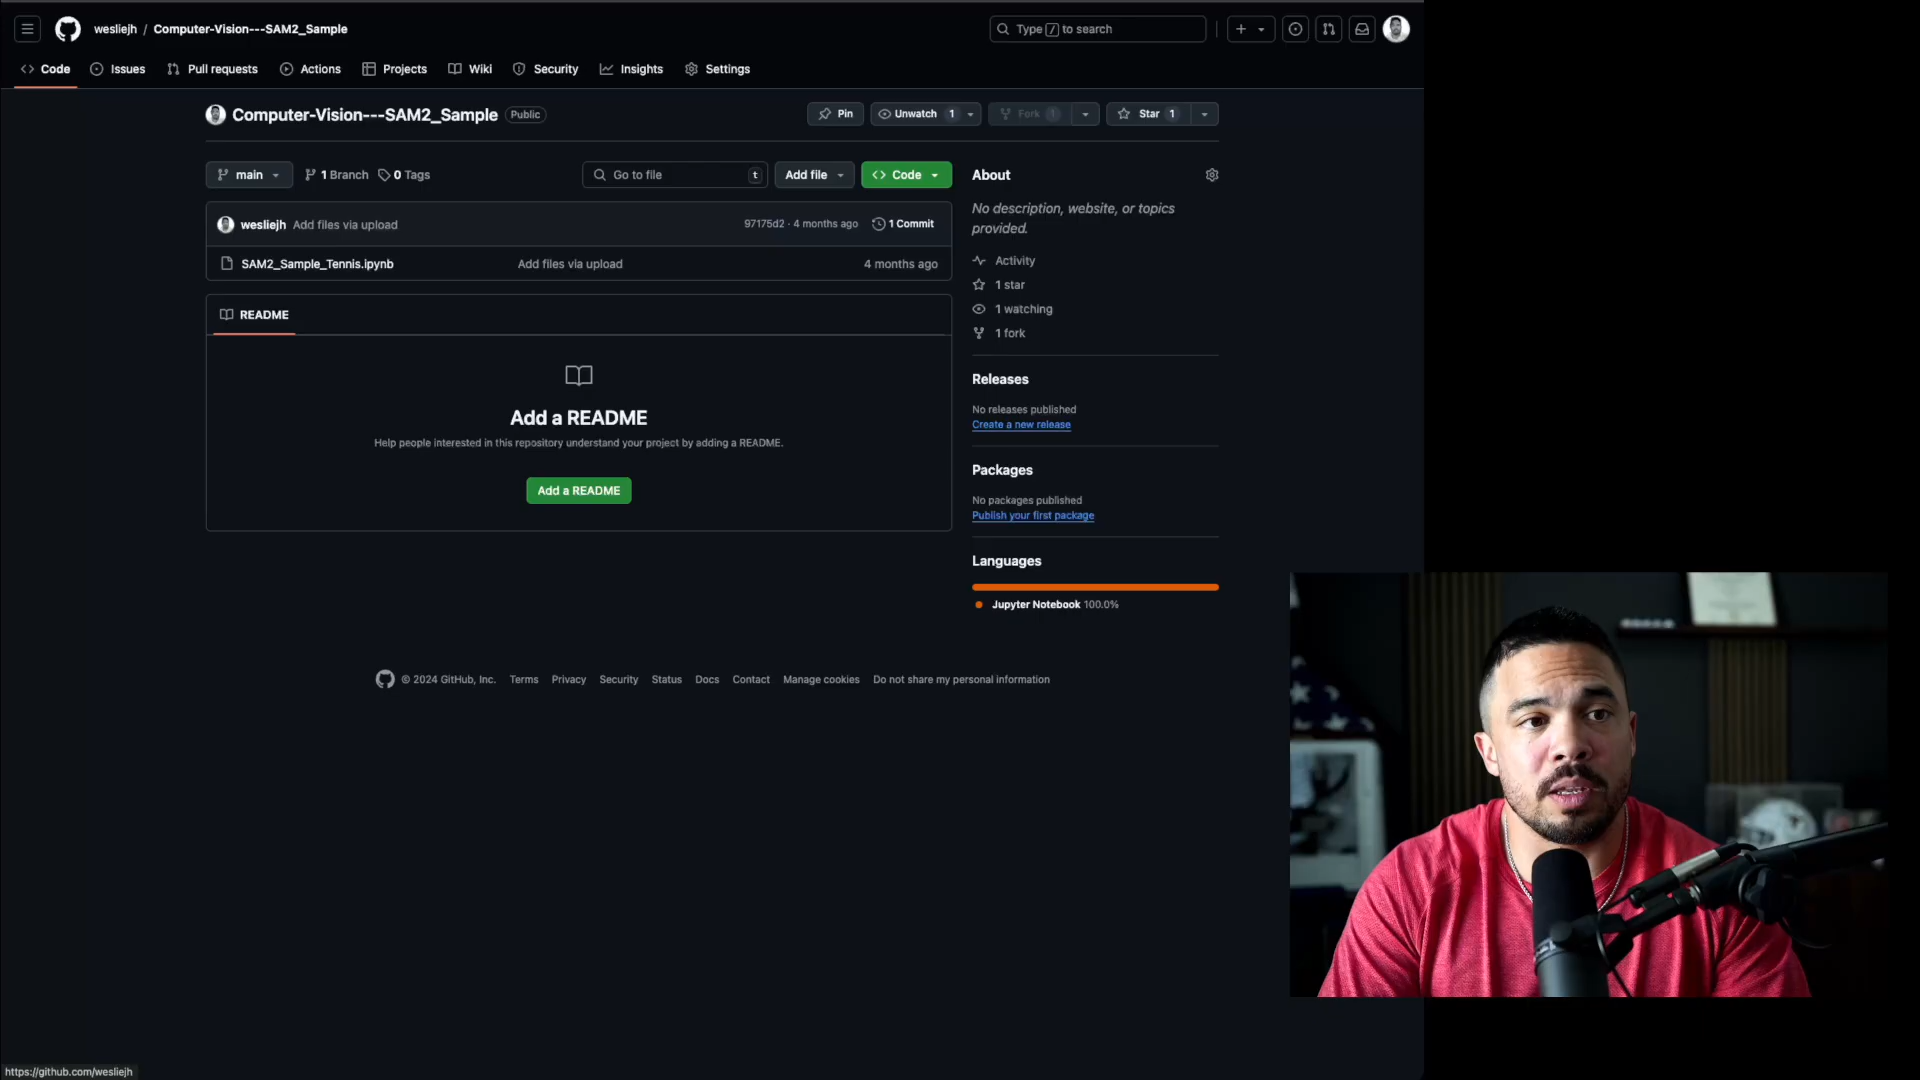 wesliejh / Computer-Vision---SAM2_Sample
Type / to search
Code Issues Pull requests Actions Projects Wiki Security Insights Settings
Computer-Vision---SAM2_Sample Public
Pin Unwatch 1 Fork 1 Star 1
main 1 Branch 0 Tags Go to file t Add file Code
wesliejh Add files via upload 97175d2 · 4 months ago 1 Commit
SAM2_Sample_Tennis.ipynb Add files via upload 4 months ago
README
Add a README
Help people interested in this repository understand your project by adding a README.
Add a README
About
No description, website, or topics
provided.
Activity
1 star
1 watching
1 fork
Releases
No releases published
Create a new release
Packages
No packages published
Publish your first package
Languages
Jupyter Notebook 100.0%
© 2024 GitHub, Inc. Terms Privacy Security Status Docs Contact Manage cookies Do not share my personal information
https://github.com/wesliejh